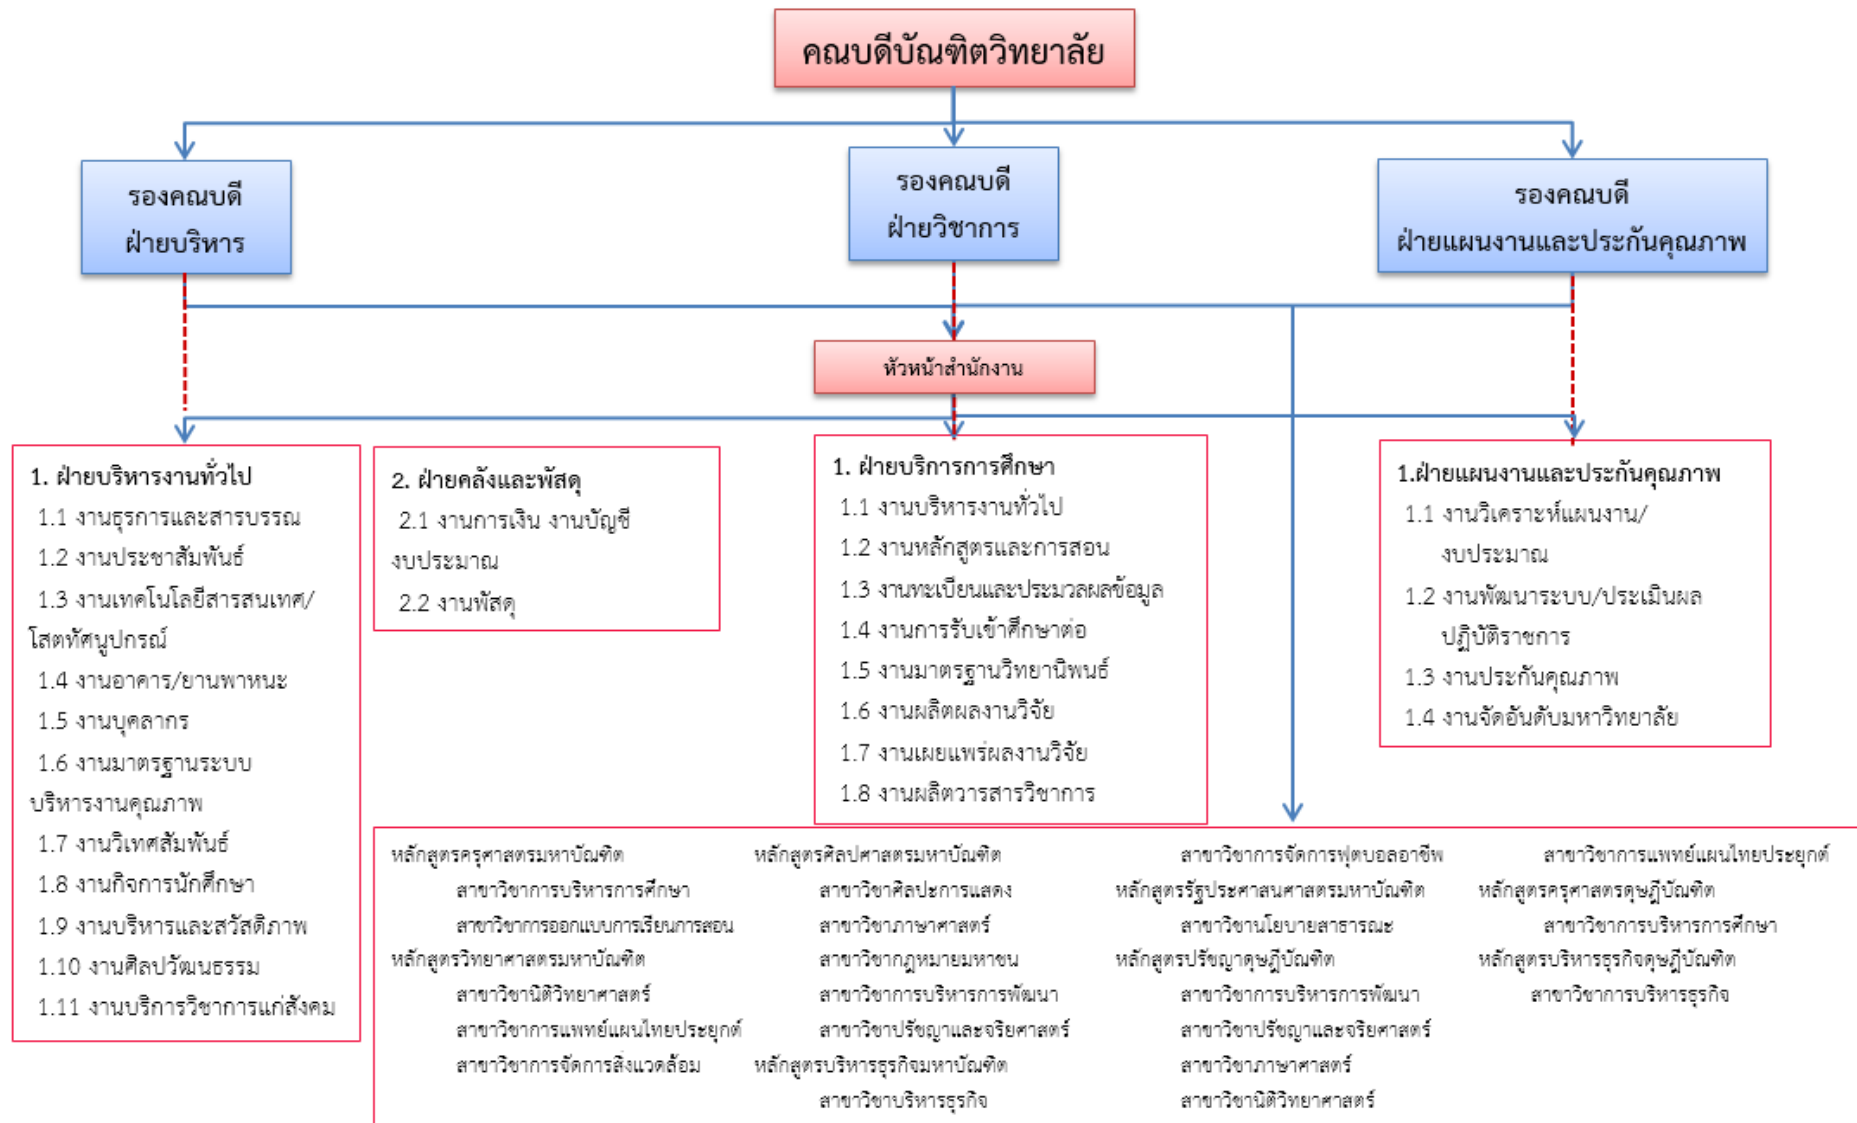 คณบดีบัณฑิตวิทยาลัย
รองคณบดี
ฝ่ายบริหาร
รองคณบดี
ฝ่ายวิชาการ
รองคณบดี
ฝ่ายแผนงานและประกันคุณภาพ
หัวหน้าสำนักงาน
1. ฝ่ายบริหารงานทั่วไป
1.1 งานธุรการและสารบรรณ
1.2 งานประชาสัมพันธ์
1.3 งานเทคโนโลยีสารสนเทศ/
โสตทัศนูปกรณ์
1.4 งานอาคาร/ยานพาหนะ
1.5 งานบุคลากร
1.6 งานมาตรฐานระบบ
บริหารงานคุณภาพ
1.7 งานวิเทศสัมพันธ์
1.8 งานกิจการนักศึกษา
1.9 งานบริหารและสวัสดิภาพ
1.10 งานศิลปวัฒนธรรม
1.11 งานบริการวิชาการแก่สังคม
2. ฝ่ายคลังและพัสดุ
2.1 งานการเงิน งานบัญชี
งบประมาณ
2.2 งานพัสดุ
1. ฝ่ายบริการการศึกษา
1.1 งานบริหารงานทั่วไป
1.2 งานหลักสูตรและการสอน
1.3 งานทะเบียนและประมวลผลข้อมูล
1.4 งานการรับเข้าศึกษาต่อ
1.5 งานมาตรฐานวิทยานิพนธ์
1.6 งานผลิตผลงานวิจัย
1.7 งานเผยแพร่ผลงานวิจัย
1.8 งานผลิตวารสารวิชาการ
1.ฝ่ายแผนงานและประกันคุณภาพ
1.1 งานวิเคราะห์แผนงาน/
งบประมาณ
1.2 งานพัฒนาระบบ/ประเมินผล
ปฏิบัติราชการ
1.3 งานประกันคุณภาพ
1.4 งานจัดอันดับมหาวิทยาลัย
หลักสูตรครุศาสตรมหาบัณฑิต
สาขาวิชาการบริหารการศึกษา
สาขาวิชาการออกแบบการเรียนการสอน
หลักสูตรวิทยาศาสตรมหาบัณฑิต
สาขาวิชานิติวิทยาศาสตร์
สาขาวิชาการแพทย์แผนไทยประยุกต์
สาขาวิชาการจัดการสิ่งแวดล้อม
หลักสูตรศิลปศาสตรมหาบัณฑิต
สาขาวิชาศิลปะการแสดง
สาขาวิชาภาษาศาสตร์
สาขาวิชากฎหมายมหาชน
สาขาวิชาการบริหารการพัฒนา
สาขาวิชาปรัชญาและจริยศาสตร์
หลักสูตรบริหารธุรกิจมหาบัณฑิต
สาขาวิชาบริหารธุรกิจ
สาขาวิชาการจัดการฟุตบอลอาชีพ
หลักสูตรรัฐประศาสนศาสตรมหาบัณฑิต
สาขาวิชานโยบายสาธารณะ
หลักสูตรปรัชญาดุษฎีบัณฑิต
สาขาวิชาการบริหารการพัฒนา
สาขาวิชาปรัชญาและจริยศาสตร์
สาขาวิชาภาษาศาสตร์
สาขาวิชานิติวิทยาศาสตร์
สาขาวิชาการแพทย์แผนไทยประยุกต์
หลักสูตรครุศาสตรดุษฎีบัณฑิต
สาขาวิชาการบริหารการศึกษา
หลักสูตรบริหารธุรกิจดุษฎีบัณฑิต
สาขาวิชาการบริหารธุรกิจ